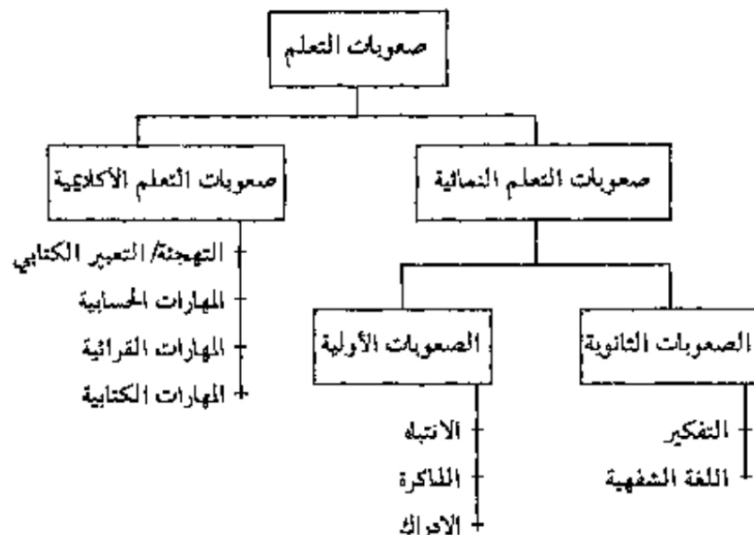 صعوبات التعلم
صعوبات التعلم النمائية
صعوبات التعلم الأكاديمية
التهجئة/ التعبير الكتابي
المهارات الحسابية
المهارات القرائية
المهارات الكتابية
الصعوبات الثانوية
الصعوبات الأولية
التفكير
اللغة الشفهية
الانتباه
الذاكرة
الادراك